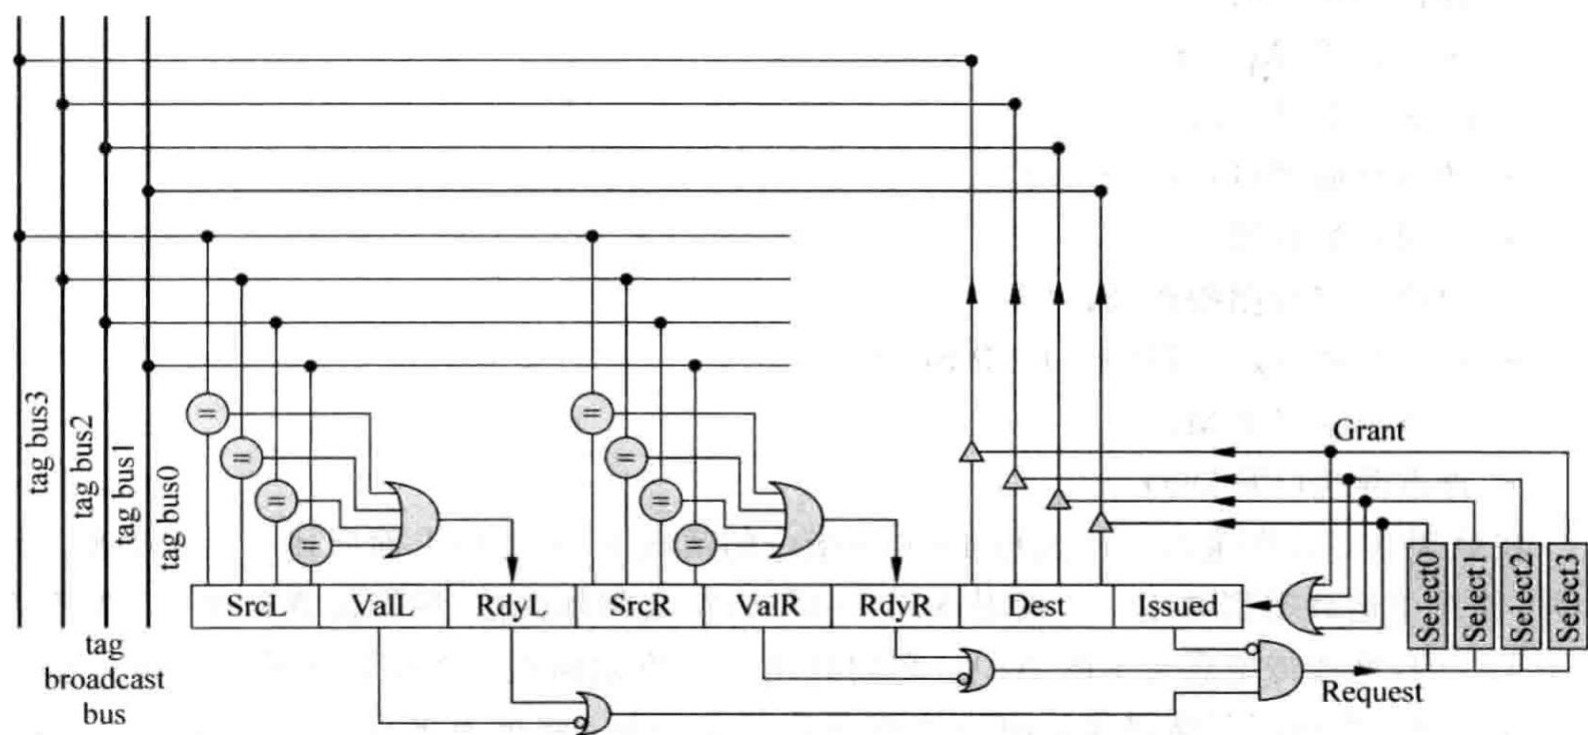 tag bus3
tag bus2
tag bus1
tag bus0
tag
broadcast
bus
=
=
=
=
=
=
=
=
Grant
Select0
Select1
Select2
Select3
SrcL
ValL
RdyL
SrcR
ValR
RdyR
Dest
Issued
Request